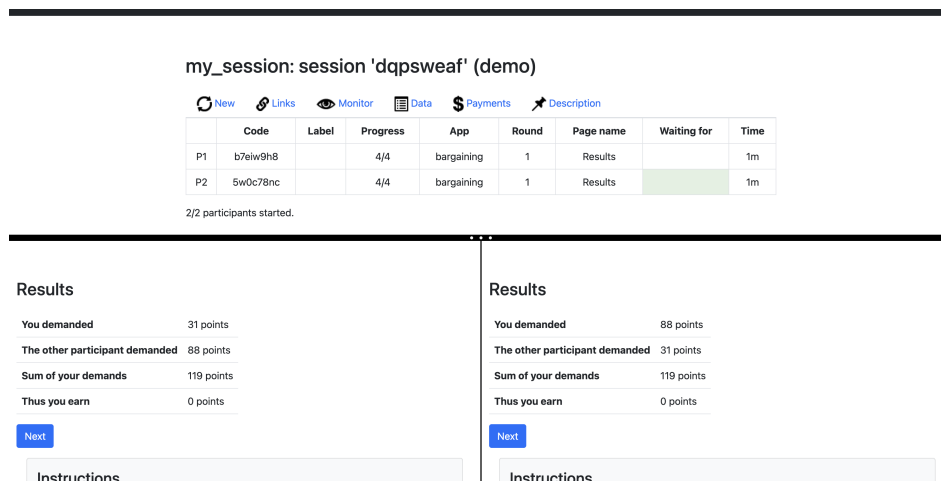 my_session: session 'dqpsweaf' (demo)
New Links Monitor Data Payments Description
Code Label Progress App Round Page name Waiting for Time
P1 b7eiw9h8 4/4 bargaining 1 Results 1m
P2 5w0c78nc 4/4 bargaining 1 Results 1m
2/2 participants started.
Results
You demanded 31 points
The other participant demanded 88 points
Sum of your demands 119 points
Thus you earn 0 points
Next
Instructions
Results
You demanded 88 points
The other participant demanded 31 points
Sum of your demands 119 points
Thus you earn 0 points
Next
Instructions